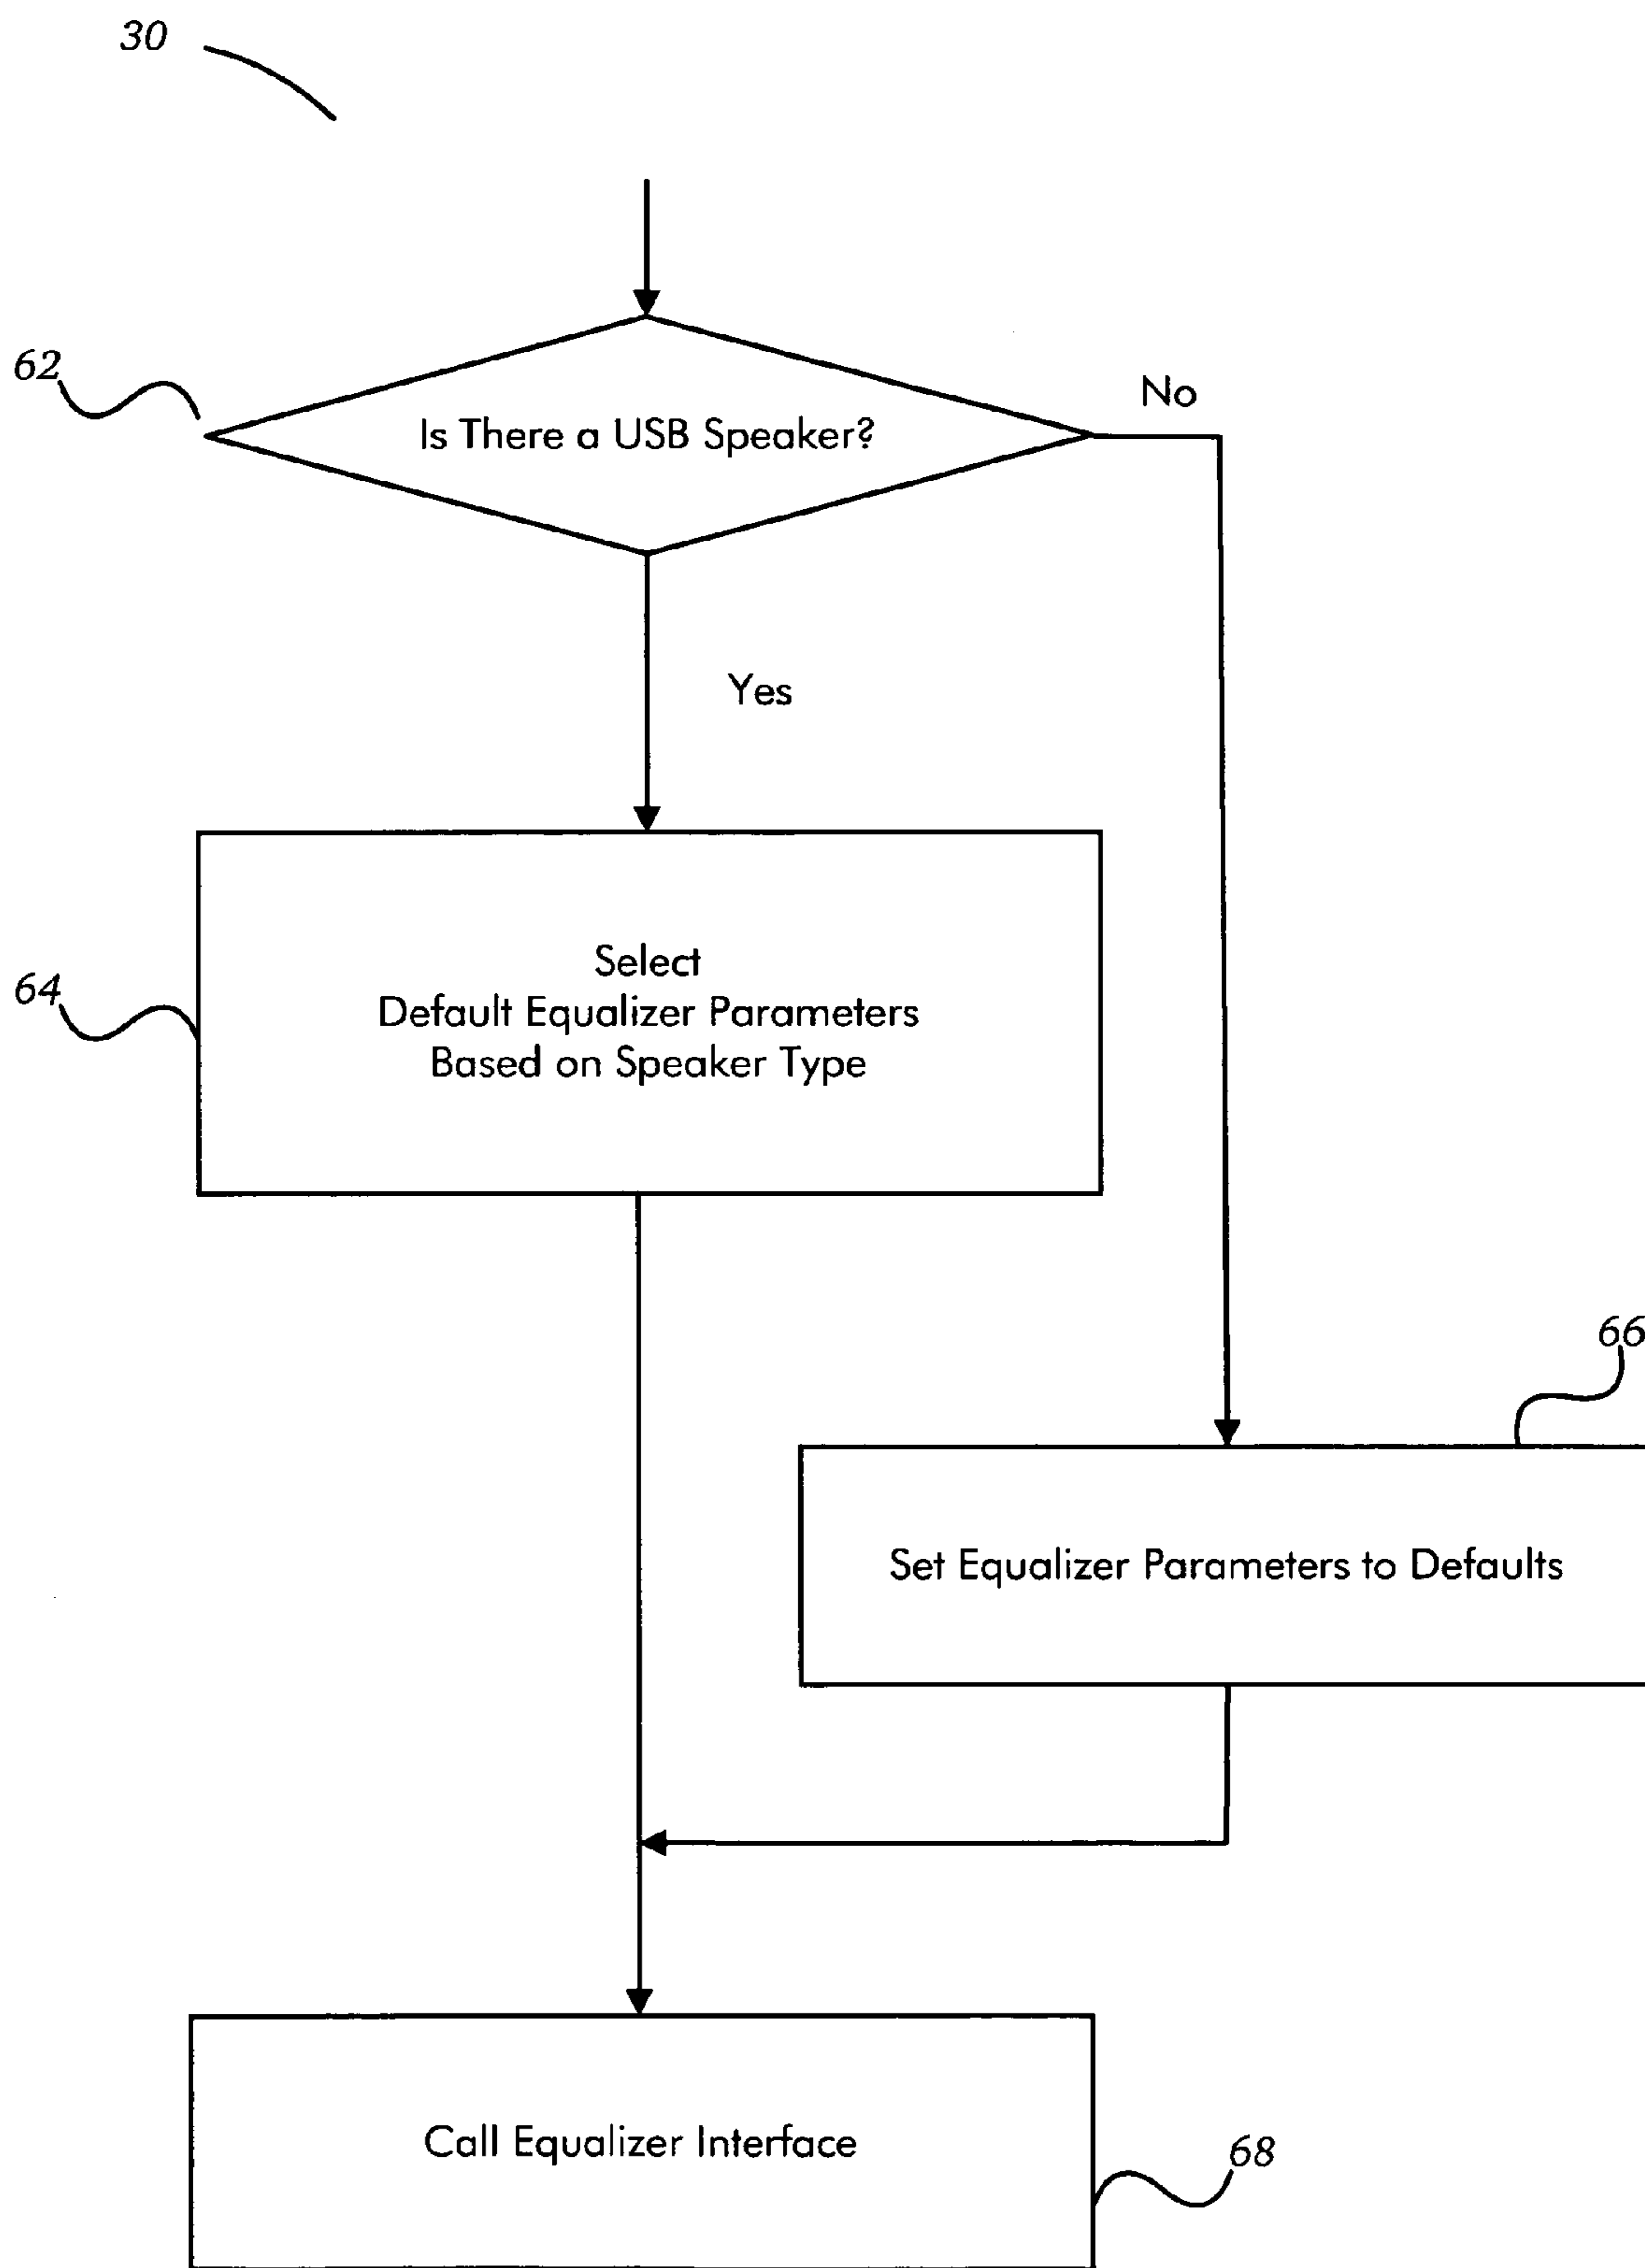 30
62
Is There a USB Speaker?
No
Yes
64
Select
Default Equalizer Parameters
Based on Speaker Type
66
Set Equalizer Parameters to Defaults
Call Equalizer Interface
68